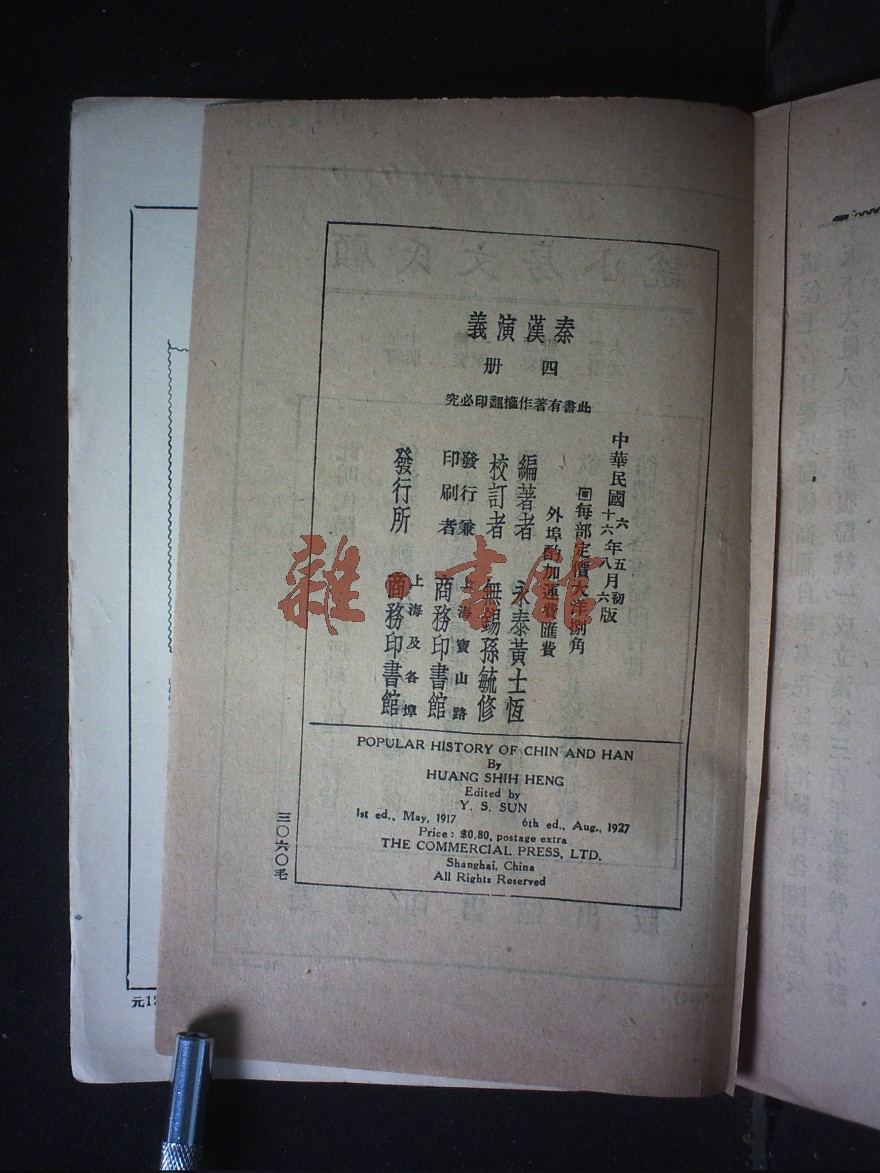 秦漢演義
四冊
此書有著作權翻印必究
中華民國六年五月初版
十六年八月六版
回每部定價大洋捌角
外埠酌加運費匯費
編著者 永泰黃士恆
校訂者 無錫孫毓修
發行兼印刷者 上海寶山路 商務印書館
發行所 上海及各埠 商務印書館
POPULAR HISTORY OF CHIN AND HAN
By
HUANG SHIH HENG
Edited by
Y. S. SUN
1st ed., May, 1917 6th ed., Aug., 1927
Price : $0.80, postage extra
THE COMMERCIAL PRESS, LTD.
Shanghai, China
All Rights Reserved
三〇六〇毛
雜·書館